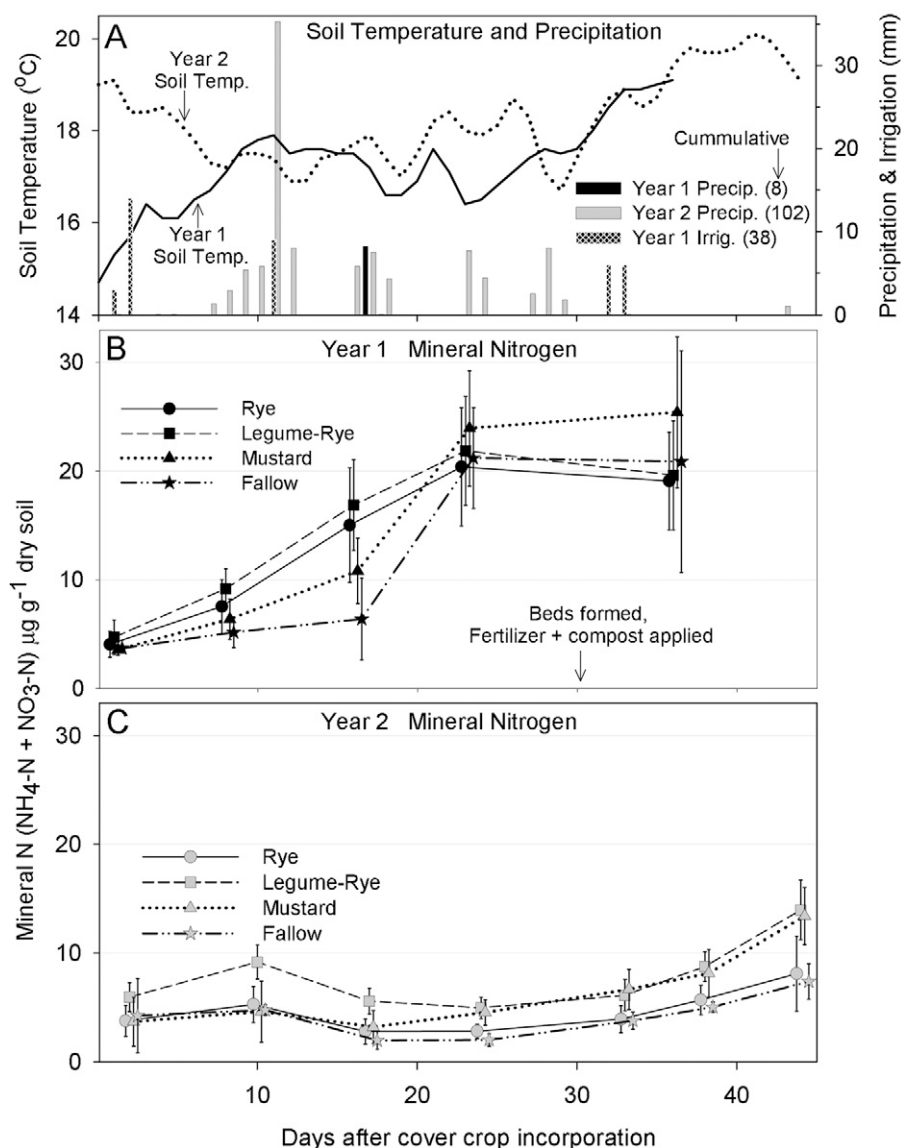 A
Soil Temperature and Precipitation
20
18
16
14
Soil Temperature (°C)
Year 2
Soil Temp.
Year 1
Soil Temp.
Cummulative
Year 1 Precip. (8)
Year 2 Precip. (102)
Year 1 Irrig. (38)
30
20
10
0
Precipitation & Irrigation (mm)
B
Year 1 Mineral Nitrogen
30
20
10
0
Rye
Legume-Rye
Mustard
Fallow
Beds formed,
Fertilizer + compost applied
Mineral N (NH4-N + NO3-N) µg g⁻¹ dry soil
C
Year 2 Mineral Nitrogen
30
20
10
0
Rye
Legume-Rye
Mustard
Fallow
10
20
30
40
Days after cover crop incorporation